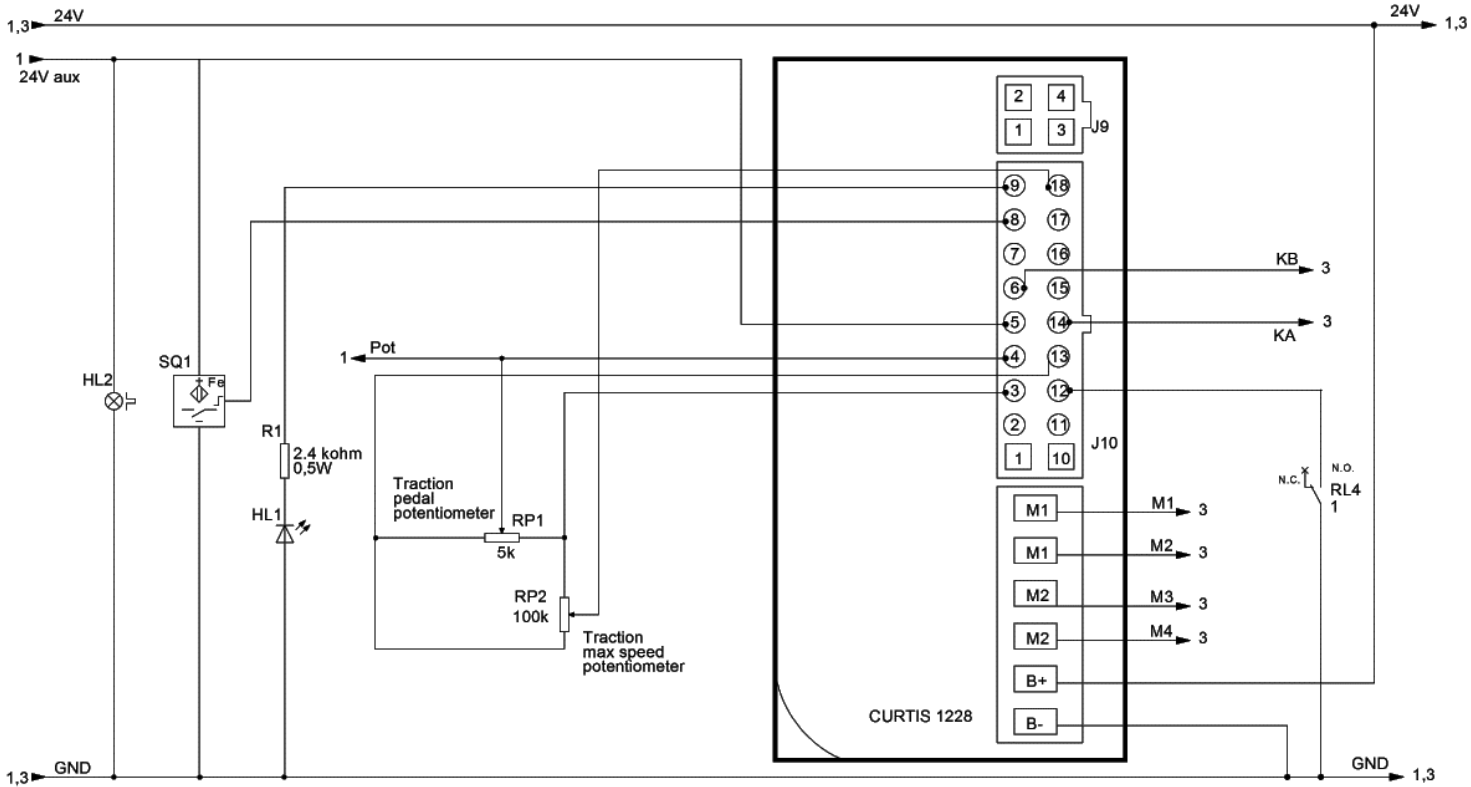 24V
24V
1,3
1,3
1
24V aux
2
4
1
3
J9
9
18
8
17
7
16
KB
3
6
15
5
14
3
KA
1
Pot
4
13
SQ1
HL2
+
Fe
3
12
-
2
11
R1
J10
2.4 kohm
0,5W
1
10
N.O.
N.C.
RL4
1
Traction
pedal
potentiometer
RP1
5k
HL1
M1
M1
3
M1
M2
3
RP2
100k
M2
M3
3
M2
M4
3
Traction
max speed
potentiometer
B+
CURTIS 1228
B-
1,3
GND
GND
1,3